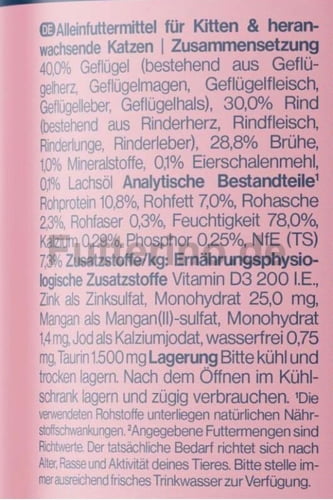 DE Alleinfuttermittel für Kitten & heran-
wachsende Katzen | Zusammensetzung
40,0% Geflügel (bestehend aus Geflü-
gelherz, Geflügelmagen, Geflügelfleisch,
Geflügelleber, Geflügelhals), 30,0% Rind
(bestehend aus Rinderherz, Rindfleisch,
Rinderlunge, Rinderleber), 28,8% Brühe,
1,0% Mineralstoffe, 0,1% Eierschalenmehl,
0,1% Lachsöl Analytische Bestandteile¹
Rohprotein 10,8%, Rohfett 7,0%, Rohasche
2,3%, Rohfaser 0,3%, Feuchtigkeit 78,0%,
0,28% 0,25% NfE (TS)
7,3% Zusatzstoffe/kg: Ernährungsphysio-
logische Zusatzstoffe Vitamin D3 200 I.E.,
Zink als Zinksulfat, Monohydrat 25,0 mg,
Mangan als Mangan(II)-sulfat, Monohydrat
1,4 mg, Jod als Kalziumjodat, wasserfrei 0,75
mg, Taurin 1.500 mg Lagerung Bitte kühl und
trocken lagern. Nach dem Öffnen im Kühl-
schrank lagern und zügig verbrauchen. ¹Die
verwendeten Rohstoffe unterliegen natürlichen Nähr-
stoffschwankungen. ²Angegebene Futtermengen sind
Richtwerte. Der tatsächliche Bedarf richtet sich nach
Alter, Rasse und Aktivität deines Tieres. Bitte stelle im-
mer ausreichend frisches Trinkwasser zur Verfügung.